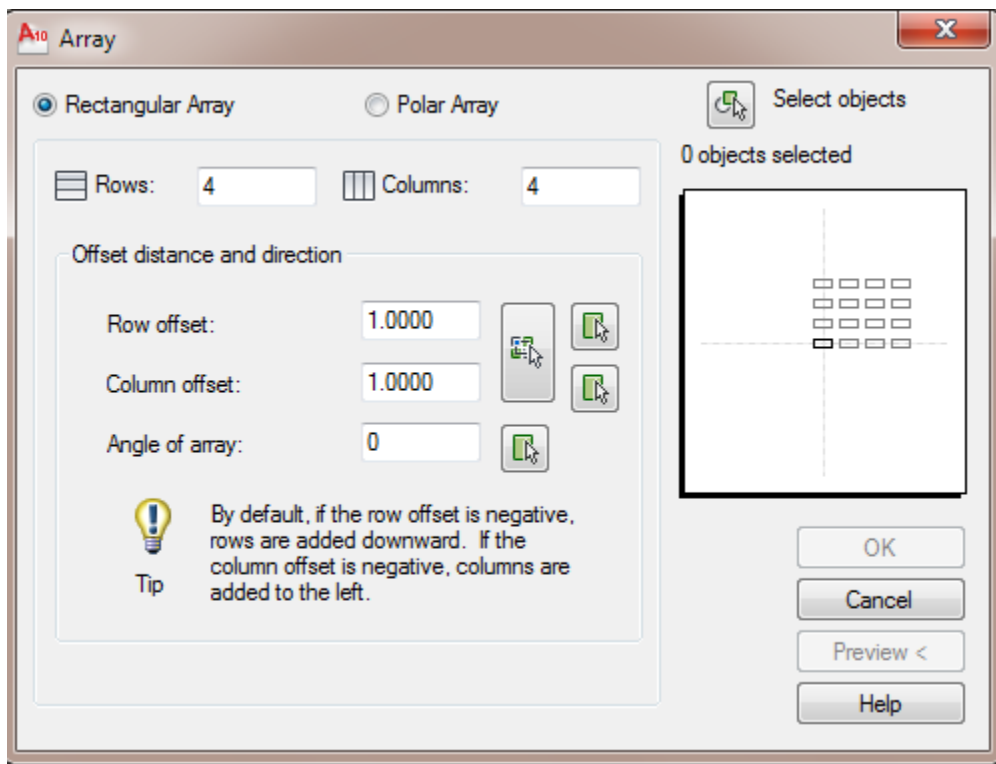 A10 Array
Rectangular Array Polar Array Select objects
0 objects selected
Rows: 4 Columns: 4
Offset distance and direction
Row offset: 1.0000
Column offset: 1.0000
Angle of array: 0
By default, if the row offset is negative,
rows are added downward. If the
column offset is negative, columns are
added to the left.
Tip
OK
Cancel
Preview <
Help